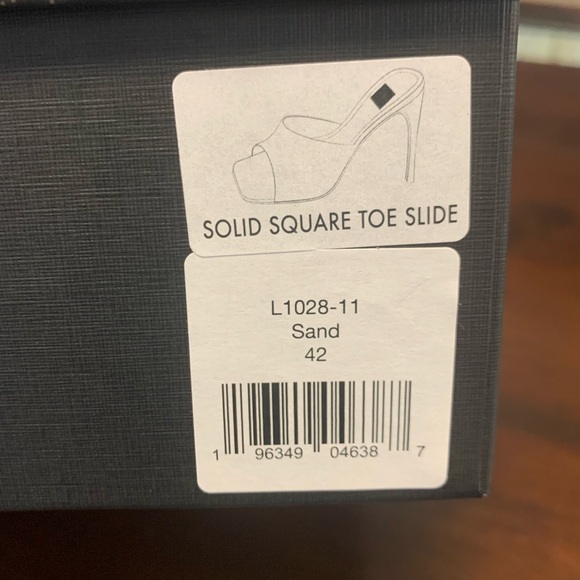 SOLID SQUARE TOE SLIDE
L1028-11
Sand
42
1 96349 04638 7